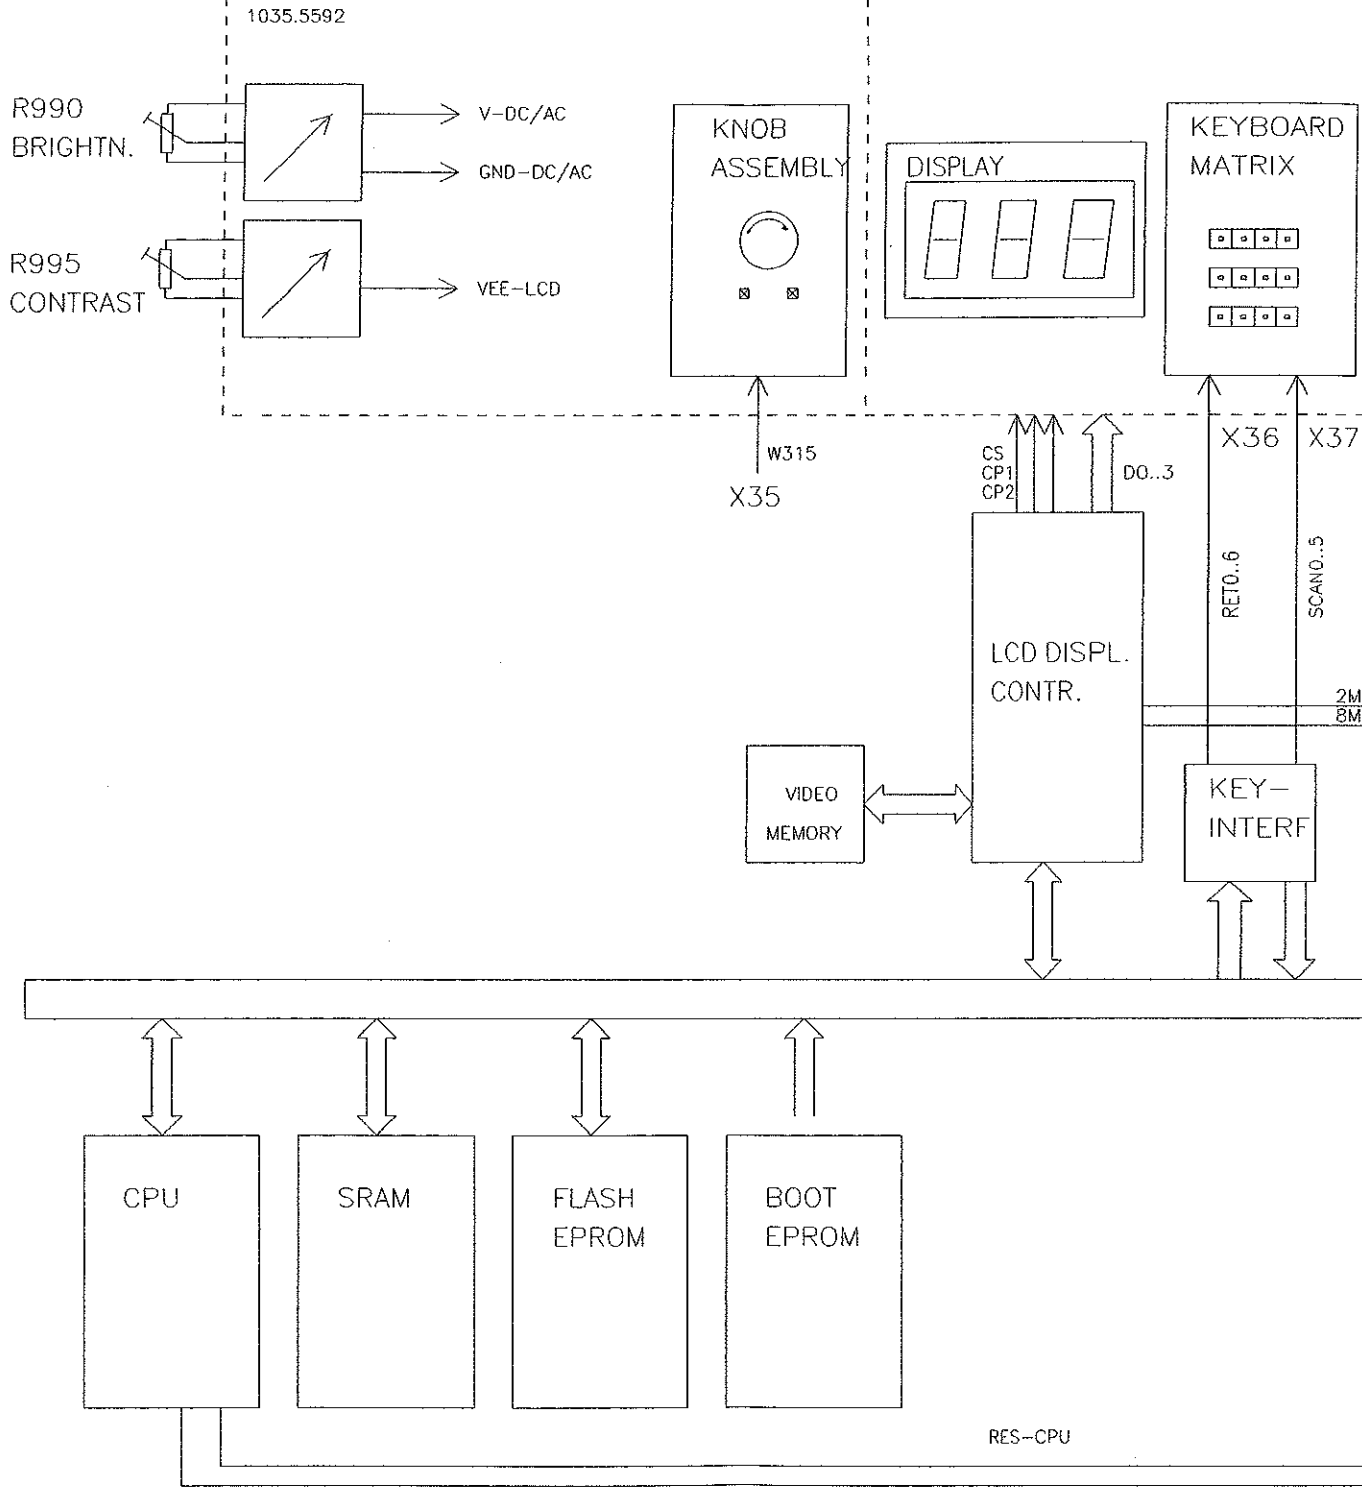 1035.5592
R990
BRIGHTN.
V-DC/AC
GND-DC/AC
R995
CONTRAST
VEE-LCD
KNOB
ASSEMBLY
DISPLAY
KEYBOARD
MATRIX
W315
X35
CS
CP1
CP2
D0..3
X36
X37
RET0..6
SCAN0..5
LCD DISPL.
CONTR.
2M
8M
VIDEO
MEMORY
KEY-
INTERF
CPU
SRAM
FLASH
EPROM
BOOT
EPROM
RES-CPU